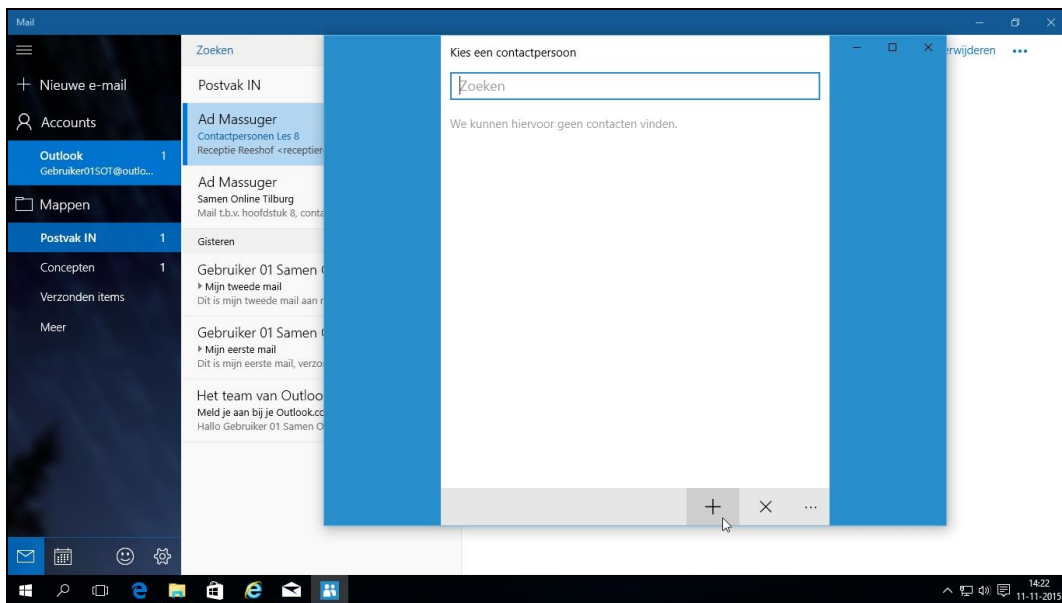 Mail
Nieuwe e-mail
Accounts
Outlook 1
Gebruiker01SOT@outlo...
Mappen
Postvak IN 1
Concepten 1
Verzonden items
Meer
Zoeken
Postvak IN
Ad Massuger
Contactpersonen Les 8
Receptie Reeshof <receptie
Ad Massuger
Samen Online Tilburg
Mail t.b.v. hoofdstuk 8, conta
Gisteren
Gebruiker 01 Samen
Mijn tweede mail
Dit is mijn tweede mail aan
Gebruiker 01 Samen
Mijn eerste mail
Dit is mijn eerste mail, verzo
Het team van Outloo
Meld je aan bij je Outlook.cc
Hallo Gebruiker 01 Samen O
Kies een contactpersoon
Zoeken
We kunnen hiervoor geen contacten vinden.
...
erwijderen ...
14:22
11-11-2015